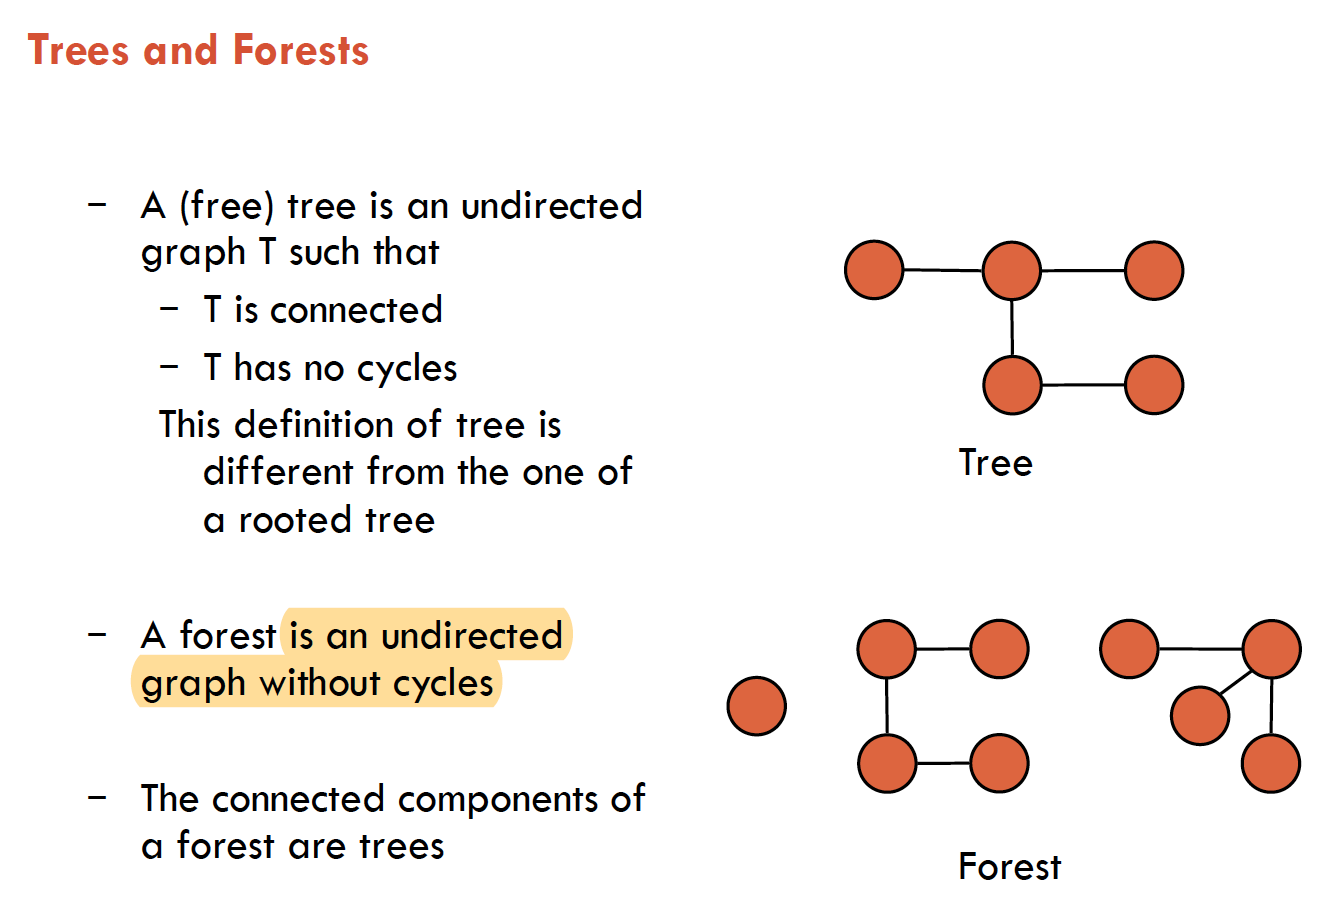 Trees and Forests
– A (free) tree is an undirected
graph T such that
– T is connected
– T has no cycles
This definition of tree is
different from the one of
a rooted tree
– A forest is an undirected
graph without cycles
– The connected components of
a forest are trees
Tree
Forest